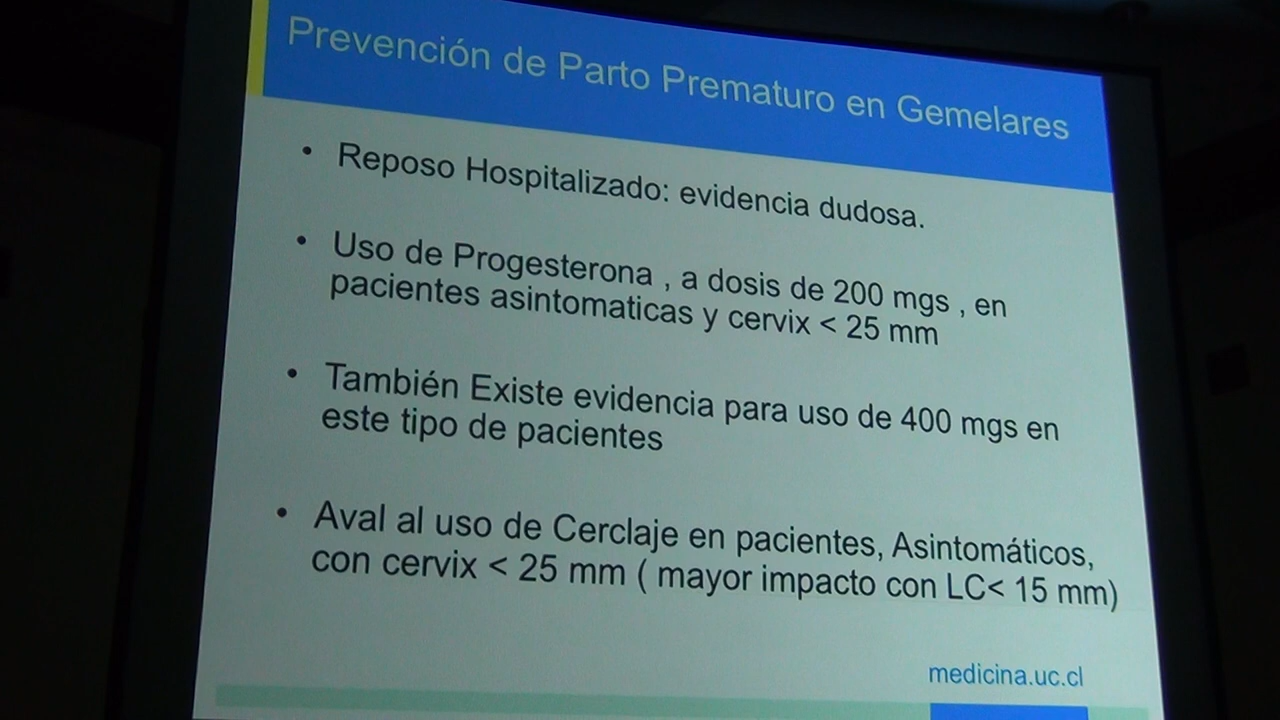 Prevención de Parto Prematuro en Gemelares
• Reposo Hospitalizado: evidencia dudosa.
• Uso de Progesterona , a dosis de 200 mgs , en
pacientes asintomaticas y cervix < 25 mm
• También Existe evidencia para uso de 400 mgs en
este tipo de pacientes
• Aval al uso de Cerclaje en pacientes, Asintomáticos,
con cervix < 25 mm ( mayor impacto con LC< 15 mm)
medicina.uc.cl